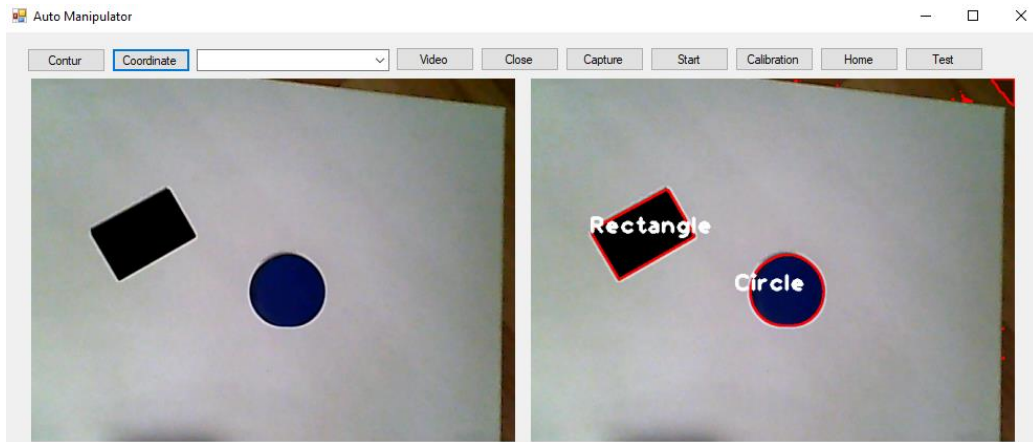 Auto Manipulator
Contur Coordinate Video Close Capture Start Calibration Home Test
Rectangle
Circle